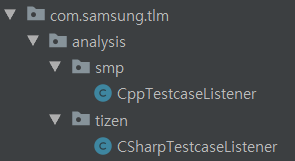 com.samsung.tlm
analysis
smp
CppTestcaseListener
tizen
CSharpTestcaseListener